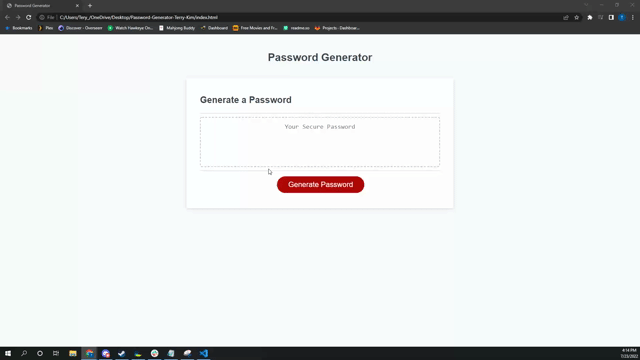 Password Generator
File
C:/Users/Tory_/OneDrive/Desktop/Password-Generator-Terry-Kim/index.html
Bookmarks
Plex
Discover - Overseerr
Watch Hawkeye On...
Mahjong Buddy
Dashboard
Free Movies and Fr...
readme.so
Projects - Dashboar...
Password Generator
Generate a Password
Your Secure Password
Generate Password
4:14 PM
7/23/2022